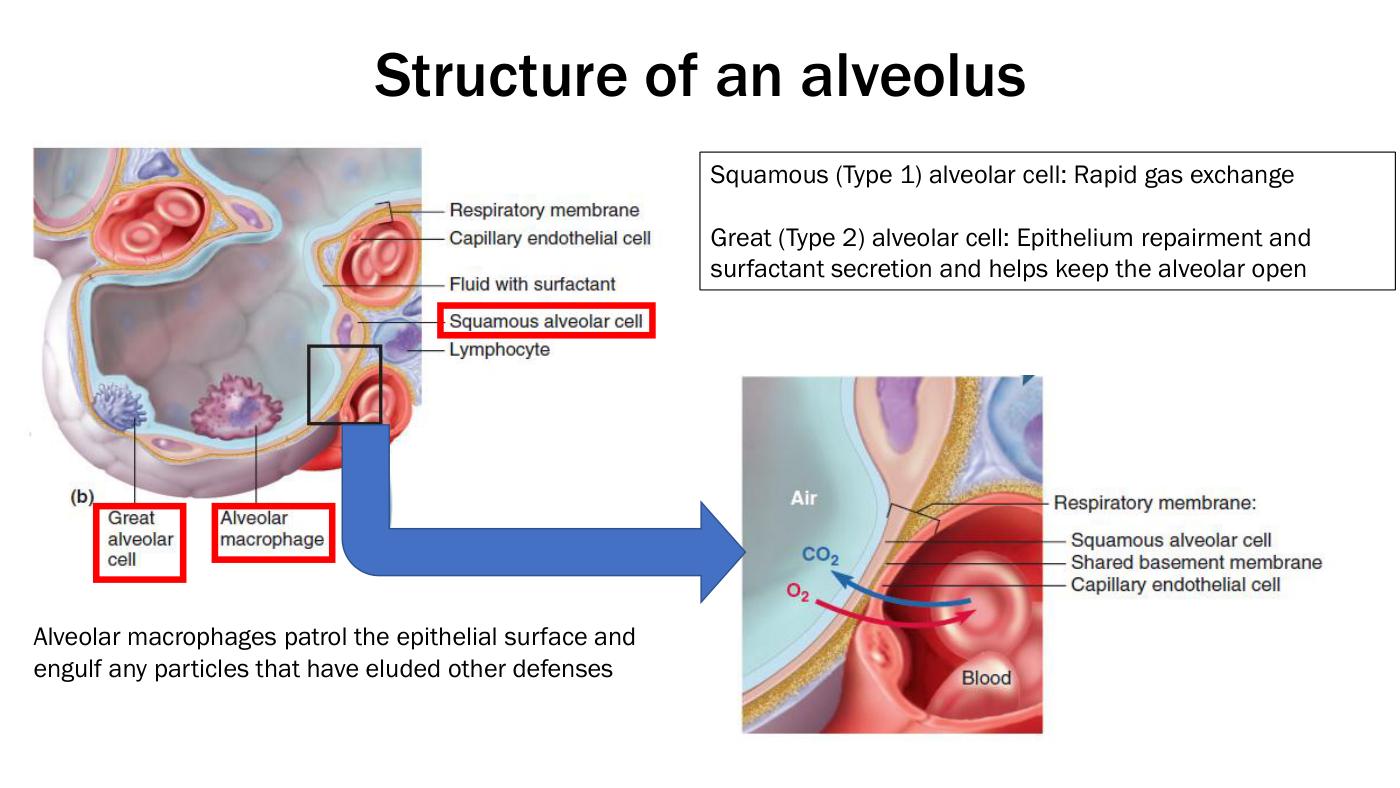 Structure of an alveolus
Respiratory membrane
Capillary endothelial cell
Fluid with surfactant
Squamous alveolar cell
Lymphocyte
(b)
Great
alveolar
cell
Alveolar
macrophage
Alveolar macrophages patrol the epithelial surface and
engulf any particles that have eluded other defenses
Squamous (Type 1) alveolar cell: Rapid gas exchange
Great (Type 2) alveolar cell: Epithelium repairment and
surfactant secretion and helps keep the alveolar open
Air
CO2
O2
Blood
Respiratory membrane:
Squamous alveolar cell
Shared basement membrane
Capillary endothelial cell